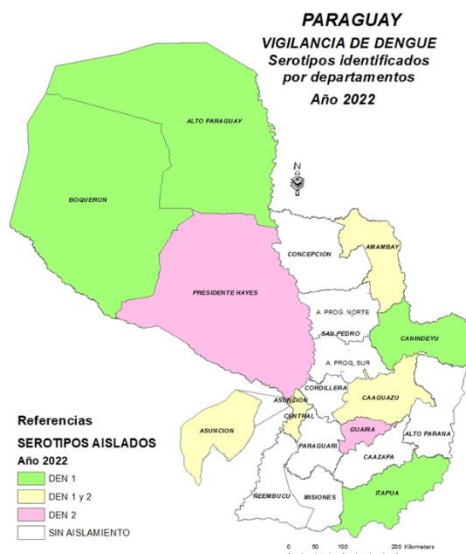 PARAGUAY
VIGILANCIA DE DENGUE
Serotipos identificados
por departamentos
Año 2022
ALTO PARAGUAY
BOQUERON
N
CONCEPCION
AMAMBAY
PRESIDENTE HAYES
A. PROG. NORTE
SAN PEDRO
CANINDEYU
A. PROG, SUR
CORDILLERA
ASUNCION
CAAGUAZU
CENTRAL
ASUNCION
GUAIRA
ALTO PARANA
PARAGUARI
CAAZAPA
ÑEEMBUCU
MISIONES
ITAPUA
Referencias
SEROTIPOS AISLADOS
Año 2022
DEN 1
DEN 1 y 2
DEN 2
SIN AISLAMIENTO
0 50 100 200 Kilometers